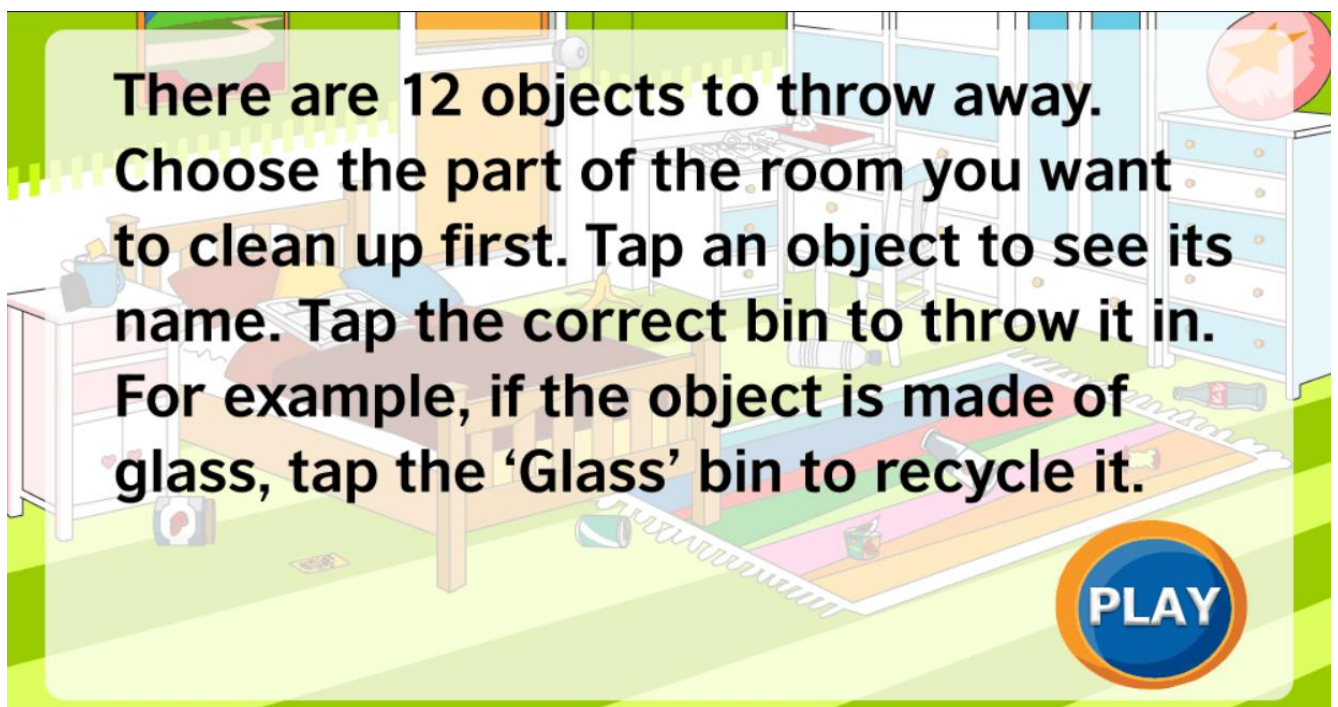 There are 12 objects to throw away.
Choose the part of the room you want
to clean up first. Tap an object to see its
name. Tap the correct bin to throw it in.
For example, if the object is made of
glass, tap the ‘Glass’ bin to recycle it.
PLAY